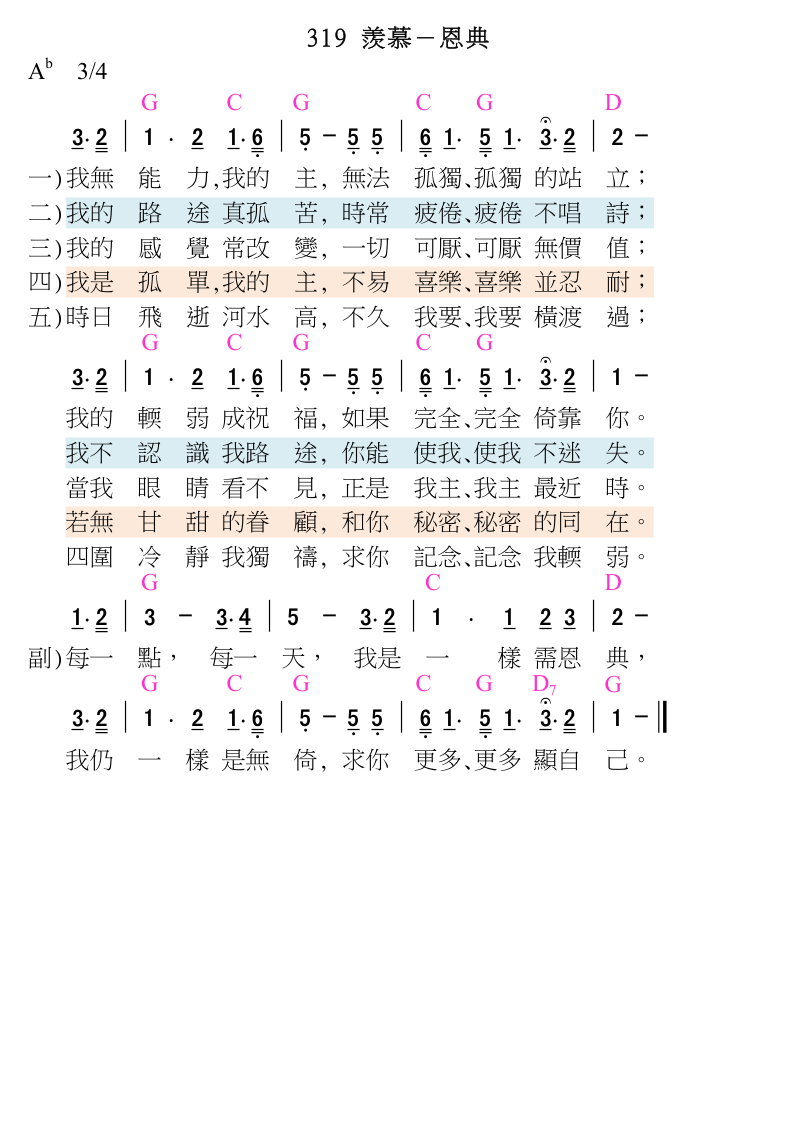 319 羨慕－恩典
A♭ 3/4
G C G C G D
3· 2 | 1 · 2 1· 6 | 5 – 5 5 | 6 1· 5 1· 3· 2 | 2 –
一)我無 能 力,我的 主, 無法 孤獨、孤獨 的站 立；
二)我的 路 途 真孤 苦, 時常 疲倦、疲倦 不唱 詩；
三)我的 感 覺 常改 變, 一切 可厭、可厭 無價 值；
四)我是 孤 單,我的 主, 不易 喜樂、喜樂 並忍 耐；
五)時日 飛 逝 河水 高, 不久 我要、我要 橫渡 過；
G C G C G
3· 2 | 1 · 2 1· 6 | 5 – 5 5 | 6 1· 5 1· 3· 2 | 1 –
我的 輭 弱 成祝 福, 如果 完全、完全 倚靠 你。
我不 認 識 我路 途, 你能 使我、使我 不迷 失。
當我 眼 睛 看不 見, 正是 我主、我主 最近 時。
若無 甘 甜 的眷 顧, 和你 秘密、秘密 的同 在。
四圍 冷 靜 我獨 禱, 求你 記念、記念 我輭 弱。
G C D
1· 2 | 3 – 3· 4 | 5 – 3· 2 | 1 · 1 2 3 | 2 –
副)每一 點， 每一 天， 我是 一 樣 需恩 典，
G C G C G D7 G
3· 2 | 1 · 2 1· 6 | 5 – 5 5 | 6 1· 5 1· 3· 2 | 1 – ‖
我仍 一 樣 是無 倚, 求你 更多、更多 顯自 己。